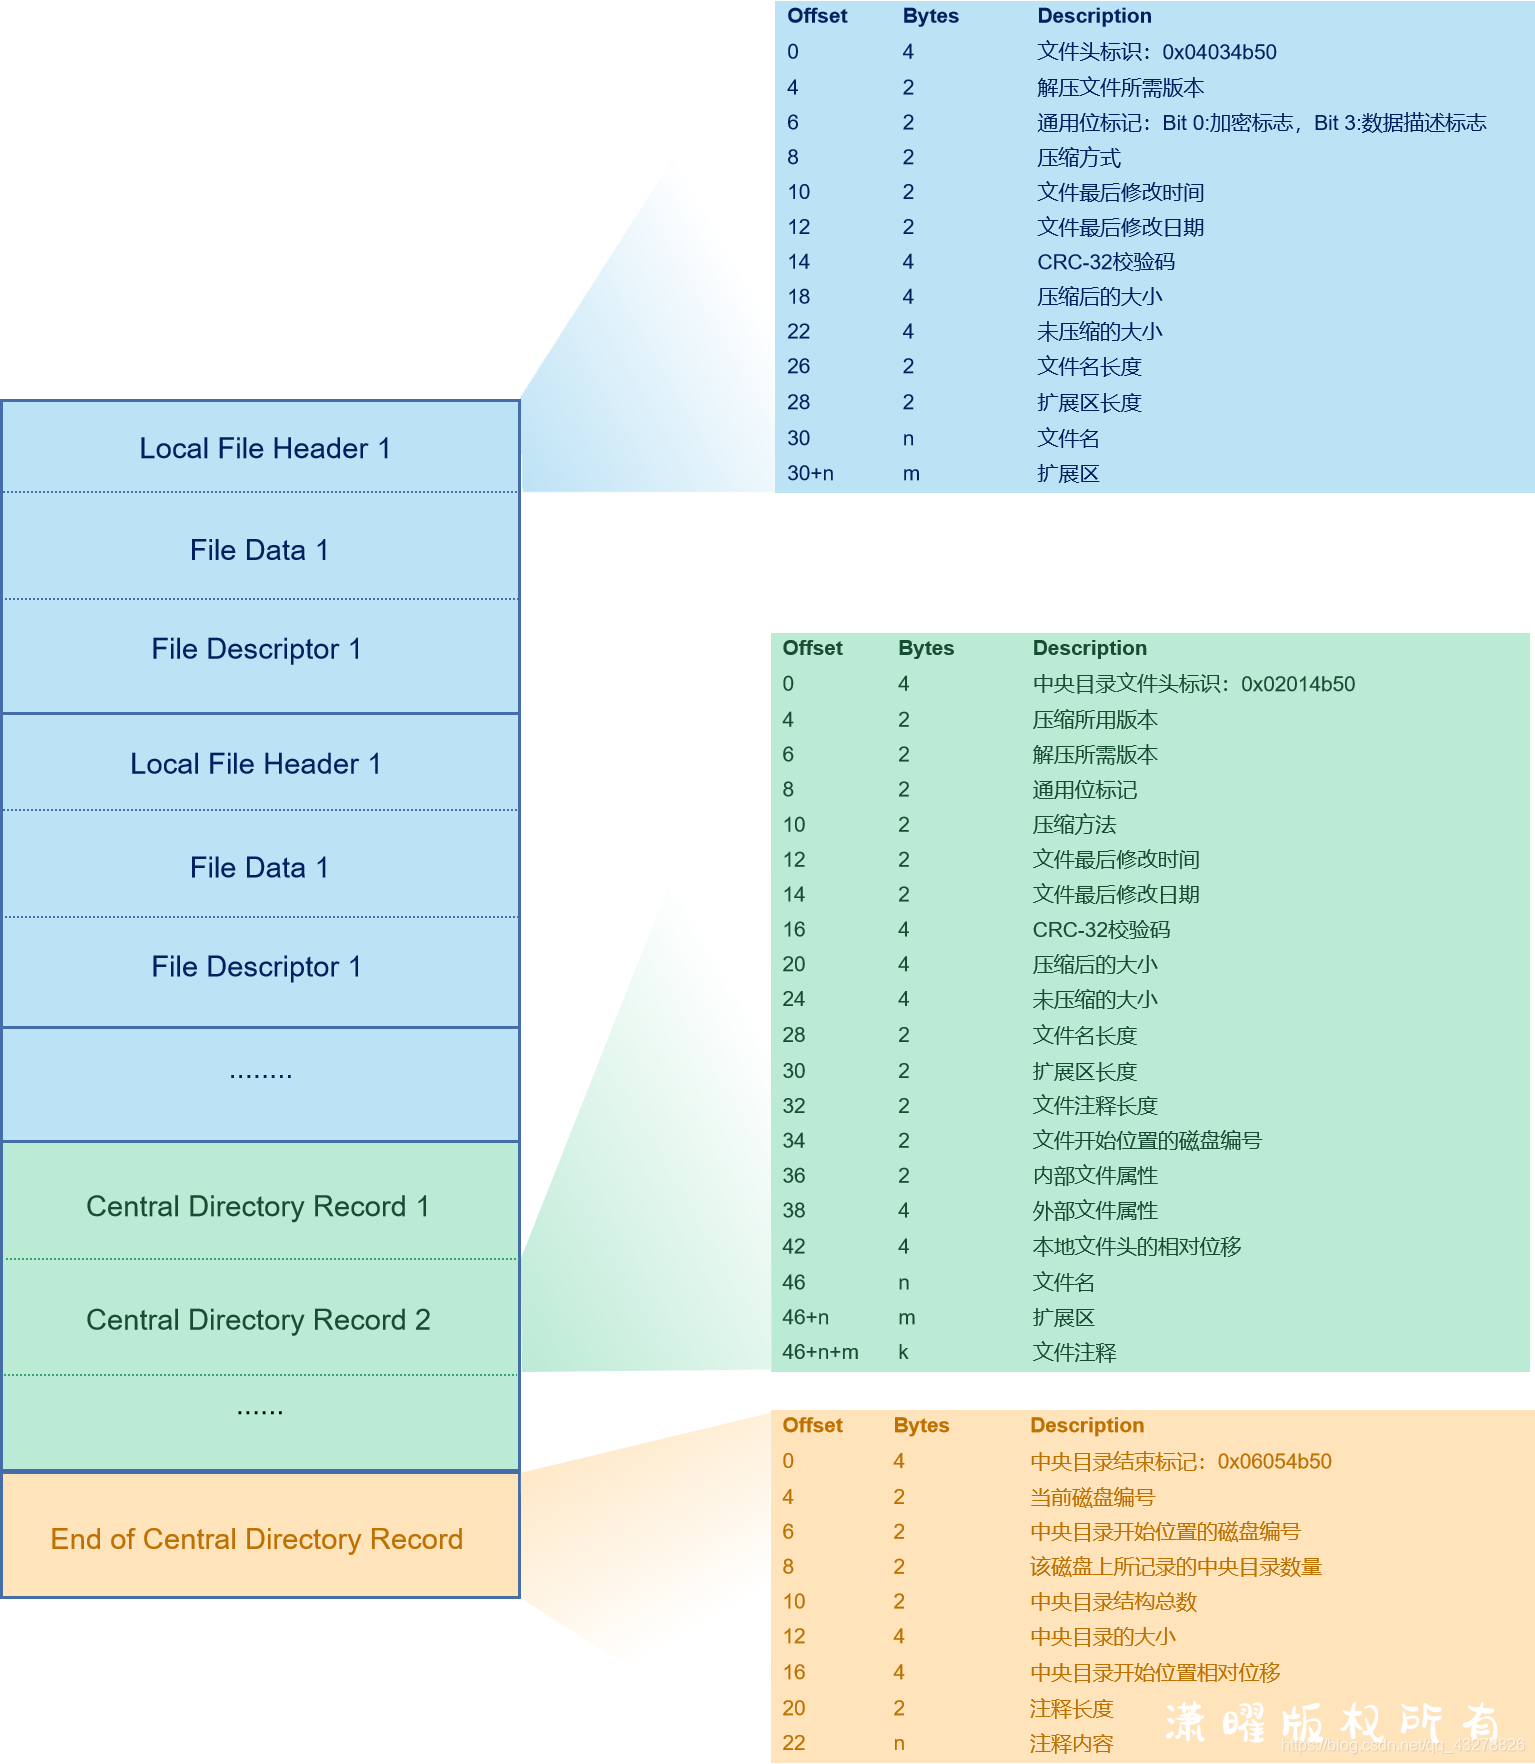 Offset Bytes Description
0 4 文件头标识：0x04034b50
4 2 解压文件所需版本
6 2 通用位标记：Bit 0:加密标志，Bit 3:数据描述标志
8 2 压缩方式
10 2 文件最后修改时间
12 2 文件最后修改日期
14 4 CRC-32校验码
18 4 压缩后的大小
22 4 未压缩的大小
26 2 文件名长度
28 2 扩展区长度
30 n 文件名
30+n m 扩展区
Local File Header 1
File Data 1
File Descriptor 1
Local File Header 1
File Data 1
File Descriptor 1
........
Central Directory Record 1
Central Directory Record 2
......
End of Central Directory Record
Offset Bytes Description
0 4 中央目录文件头标识：0x02014b50
4 2 压缩所用版本
6 2 解压所需版本
8 2 通用位标记
10 2 压缩方法
12 2 文件最后修改时间
14 2 文件最后修改日期
16 4 CRC-32校验码
20 4 压缩后的大小
24 4 未压缩的大小
28 2 文件名长度
30 2 扩展区长度
32 2 文件注释长度
34 2 文件开始位置的磁盘编号
36 2 内部文件属性
38 4 外部文件属性
42 4 本地文件头的相对位移
46 n 文件名
46+n m 扩展区
46+n+m k 文件注释
Offset Bytes Description
0 4 中央目录结束标记：0x06054b50
4 2 当前磁盘编号
6 2 中央目录开始位置的磁盘编号
8 2 该磁盘上所记录的中央目录数量
10 2 中央目录结构总数
12 4 中央目录的大小
16 4 中央目录开始位置相对位移
20 2 注释长度
22 n 注释内容
潇曜版权所有
https://blog.csdn.net/qq_43278826